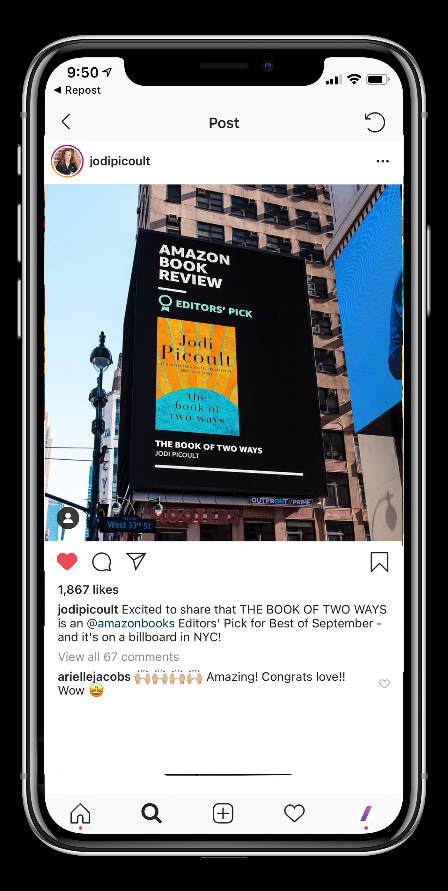 9:50
Repost
Post
jodipicoult
AMAZON
BOOK
REVIEW
EDITORS' PICK
Jodi
Picoult
the
book of
two ways
THE BOOK OF TWO WAYS
JODI PICOULT
OUTFRONT/PRIME
HOOTERS
West 33rd St
1,867 likes
jodipicoult Excited to share that THE BOOK OF TWO WAYS
is an @amazonbooks Editors' Pick for Best of September -
and it's on a billboard in NYC!
View all 67 comments
ariellejacobs 🙌🏼🙌🏼🙌🏼🙌🏼 Amazing! Congrats love!!
Wow 🤩